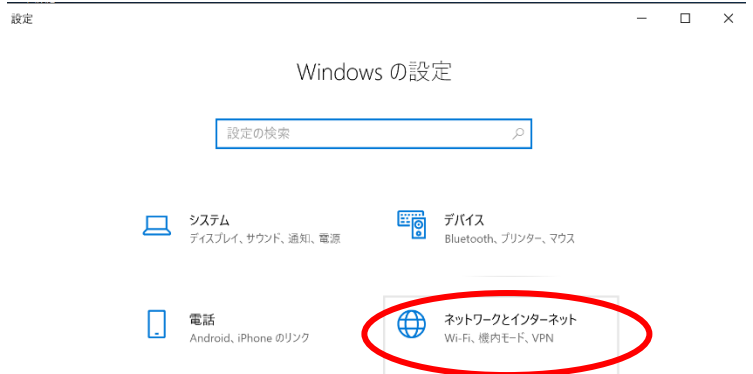 設定
Windows の設定
設定の検索
システム
ディスプレイ、サウンド、通知、電源
デバイス
Bluetooth、プリンター、マウス
電話
Android、iPhone のリンク
ネットワークとインターネット
Wi-Fi、機内モード、VPN